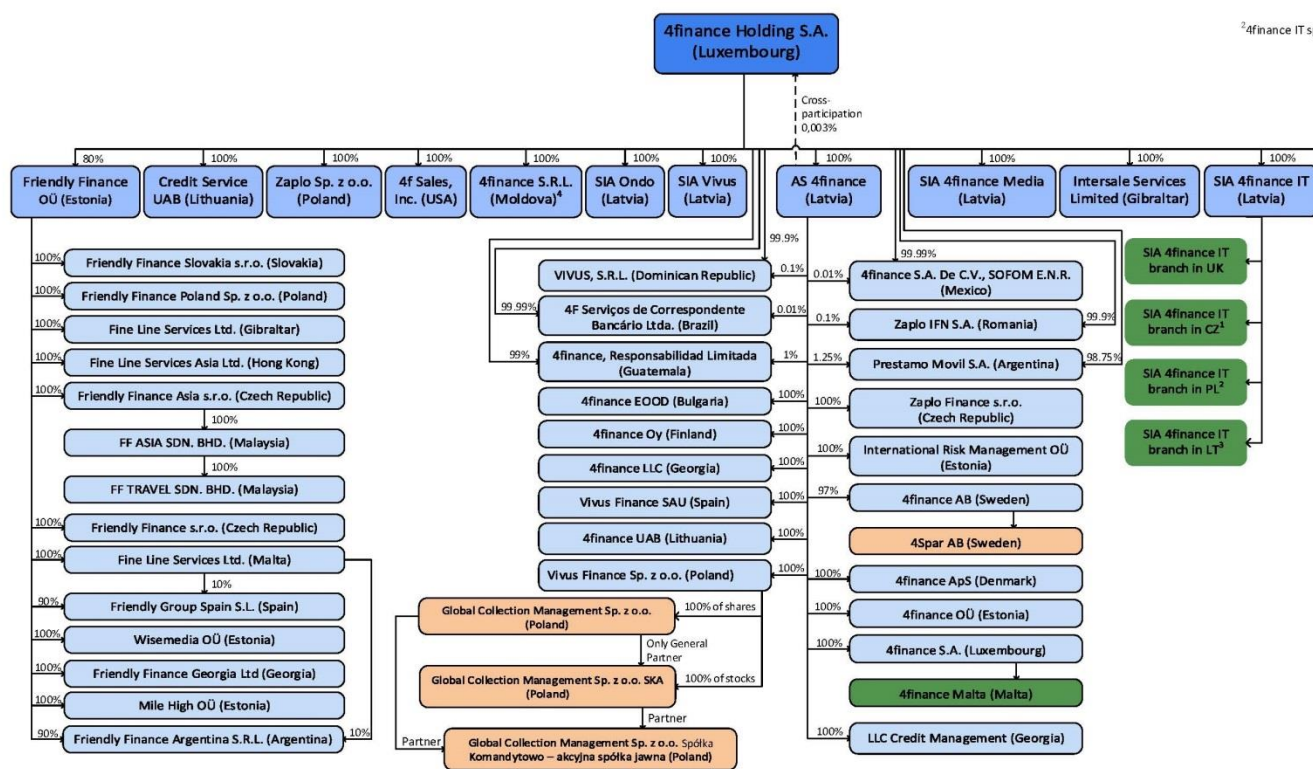 4finance Holding S.A.
(Luxembourg)
²4finance IT sp
Cross-
participation
0,003%
80%
100%
100%
100%
100%
100%
100%
100%
100%
100%
100%
Friendly Finance
OÜ (Estonia)
Credit Service
UAB (Lithuania)
Zaplo Sp. z o.o.
(Poland)
4f Sales,
Inc. (USA)
4finance S.R.L.
(Moldova)⁴
SIA Ondo
(Latvia)
SIA Vivus
(Latvia)
AS 4finance
(Latvia)
SIA 4finance Media
(Latvia)
Intersale Services
Limited (Gibraltar)
SIA 4finance IT
(Latvia)
100%
Friendly Finance Slovakia s.r.o. (Slovakia)
100%
Friendly Finance Poland Sp. z o.o. (Poland)
100%
Fine Line Services Ltd. (Gibraltar)
100%
Fine Line Services Asia Ltd. (Hong Kong)
100%
Friendly Finance Asia s.r.o. (Czech Republic)
100%
FF ASIA SDN. BHD. (Malaysia)
100%
FF TRAVEL SDN. BHD. (Malaysia)
100%
Friendly Finance s.r.o. (Czech Republic)
100%
Fine Line Services Ltd. (Malta)
10%
90%
Friendly Group Spain S.L. (Spain)
100%
Wisemedia OÜ (Estonia)
100%
Friendly Finance Georgia Ltd (Georgia)
100%
Mile High OÜ (Estonia)
90%
Friendly Finance Argentina S.R.L. (Argentina)
10%
99.9%
VIVUS, S.R.L. (Dominican Republic)
0.1%
99.99%
4F Serviços de Correspondente
Bancário Ltda. (Brazil)
0.01%
99%
4finance, Responsabilidad Limitada
(Guatemala)
1%
4finance EOOD (Bulgaria)
100%
4finance Oy (Finland)
100%
4finance LLC (Georgia)
100%
Vivus Finance SAU (Spain)
100%
4finance UAB (Lithuania)
100%
Vivus Finance Sp. z o.o. (Poland)
100%
Global Collection Management Sp. z o.o.
(Poland)
100% of shares
Only General
Partner
Global Collection Management Sp. z o.o. SKA
(Poland)
100% of stocks
Partner
Partner
Global Collection Management Sp. z o.o. Spółka
Komandytowo – akcyjna spółka jawna (Poland)
99.99%
0.01%
4finance S.A. De C.V., SOFOM E.N.R.
(Mexico)
0.1%
Zaplo IFN S.A. (Romania)
99.9%
1.25%
Prestamo Movil S.A. (Argentina)
98.75%
100%
Zaplo Finance s.r.o.
(Czech Republic)
100%
International Risk Management OÜ
(Estonia)
97%
4finance AB (Sweden)
4Spar AB (Sweden)
100%
4finance ApS (Denmark)
100%
4finance OÜ (Estonia)
100%
4finance S.A. (Luxembourg)
4finance Malta (Malta)
100%
LLC Credit Management (Georgia)
SIA 4finance IT
branch in UK
SIA 4finance IT
branch in CZ¹
SIA 4finance IT
branch in PL²
SIA 4finance IT
branch in LT³